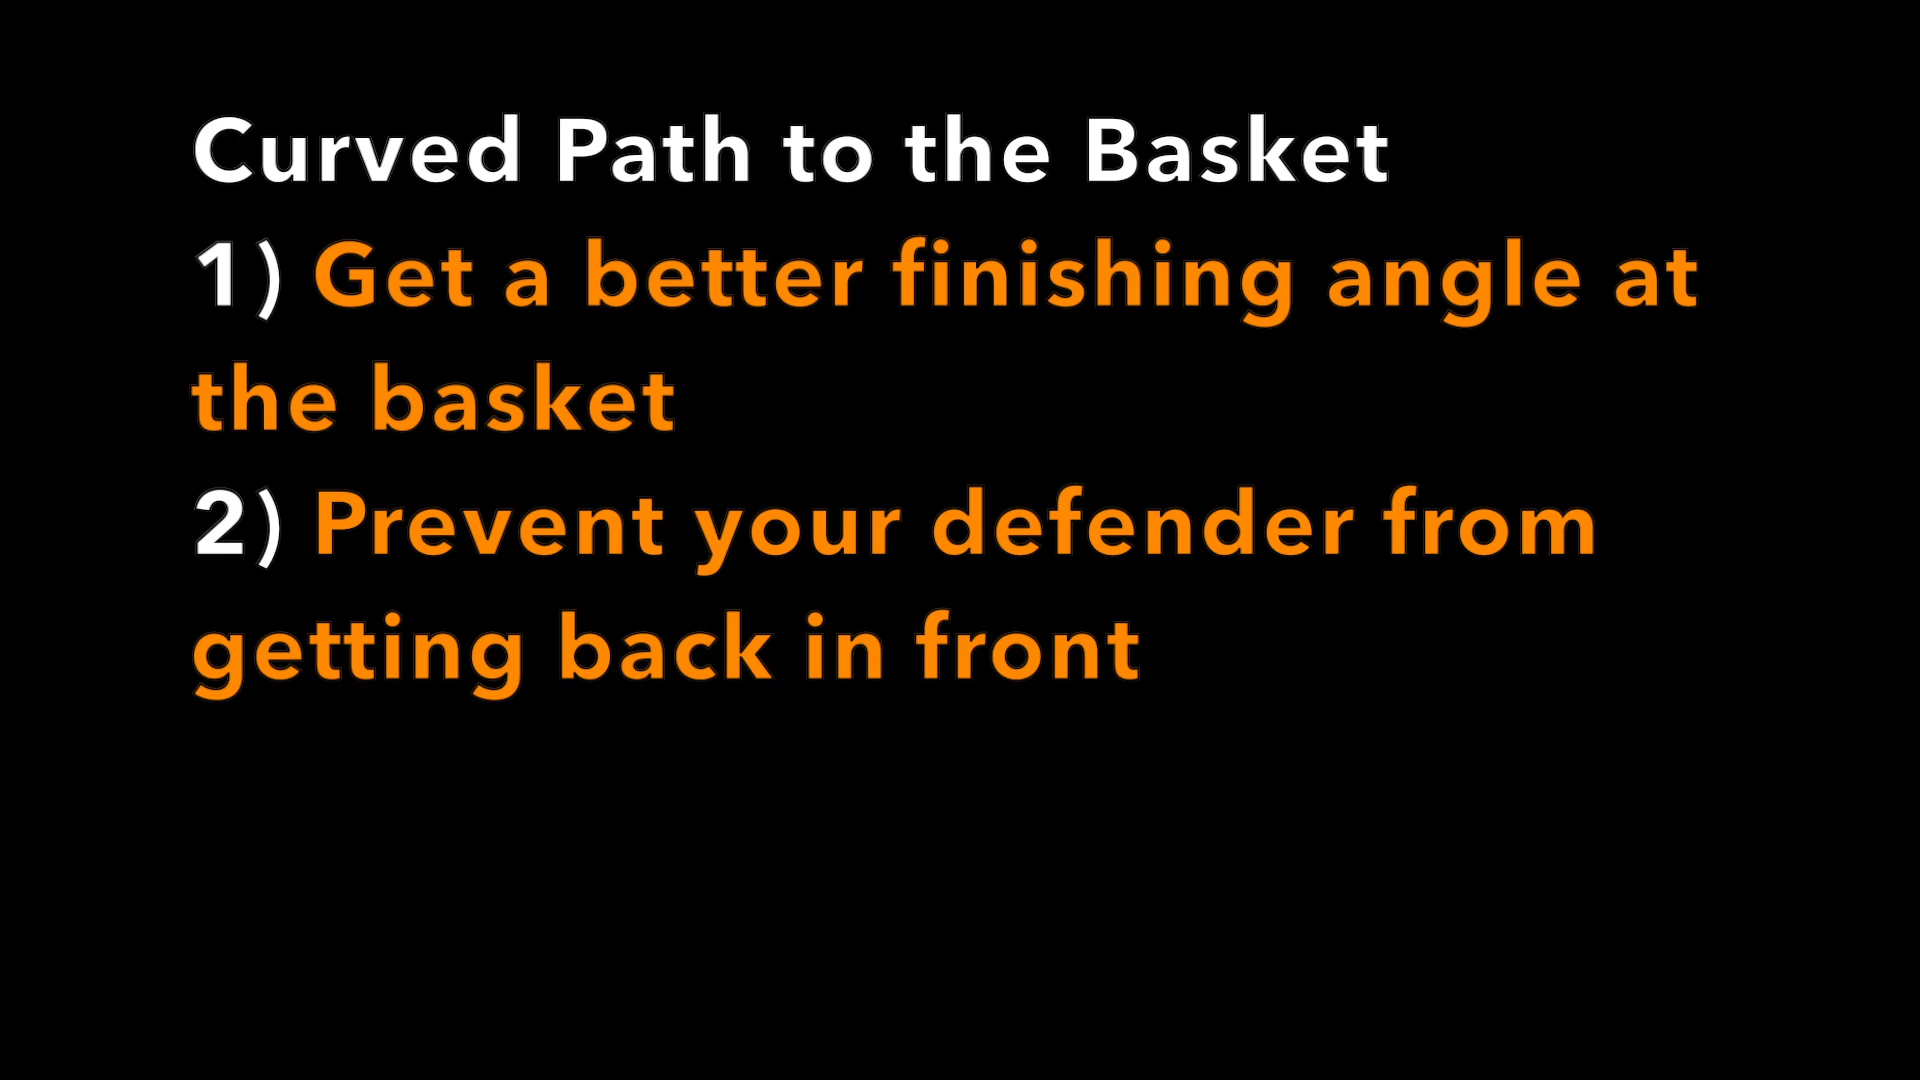 Curved Path to the Basket
1) Get a better finishing angle at
the basket
2) Prevent your defender from
getting back in front